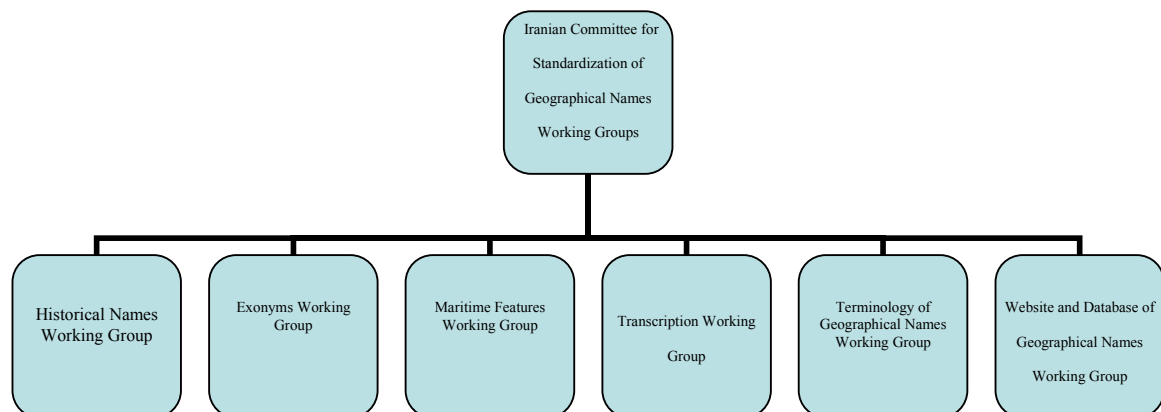 Iranian Committee for
Standardization of
Geographical Names
Working Groups
Historical Names
Working Group
Exonyms Working
Group
Maritime Features
Working Group
Transcription Working
Group
Terminology of
Geographical Names
Working Group
Website and Database of
Geographical Names
Working Group